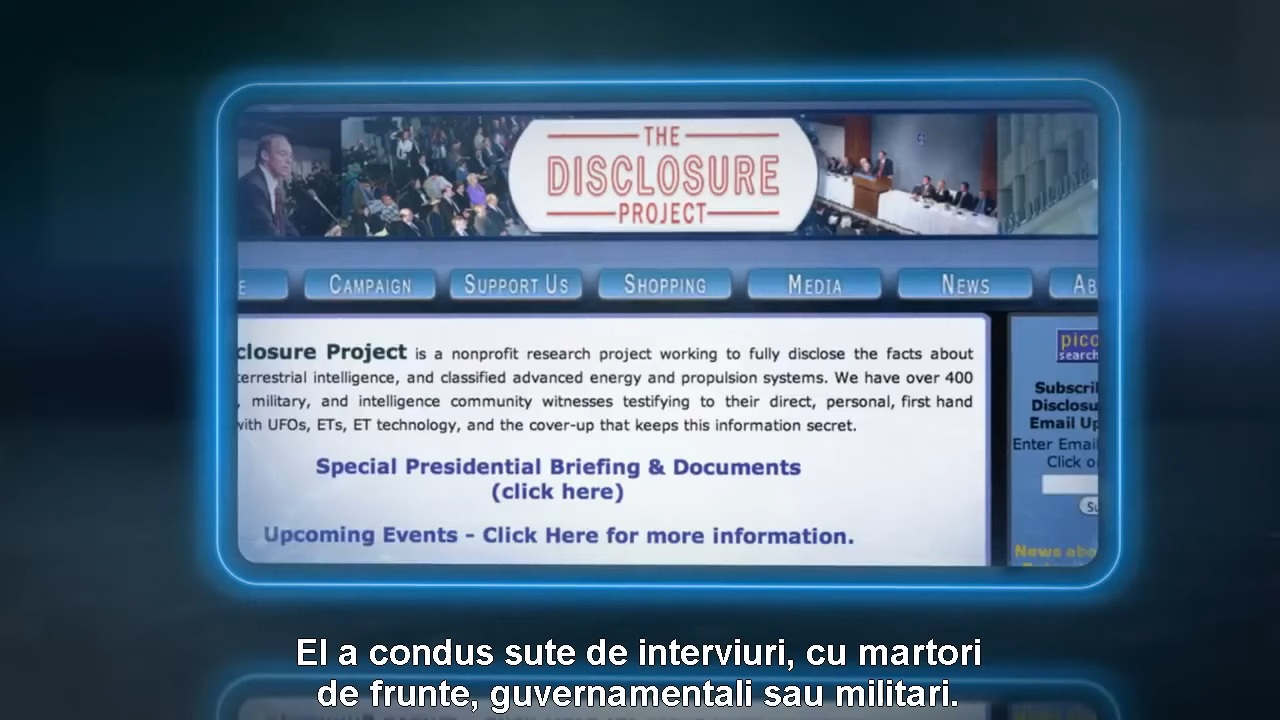 THE
DISCLOSURE
PROJECT
CAMPAIGN
SUPPORT US
SHOPPING
MEDIA
NEWS
closure Project is a nonprofit research project working to fully disclose the facts about
terrestrial intelligence, and classified advanced energy and propulsion systems. We have over 400
, military, and intelligence community witnesses testifying to their direct, personal, first hand
with UFOs, ETs, ET technology, and the cover-up that keeps this information secret.
Special Presidential Briefing & Documents
(click here)
Upcoming Events - Click Here for more information.
pico
search
Subscri
Disclosu
Email Up
Enter Email
Click o
News abo
El a condus sute de interviuri, cu martori
de frunte, guvernamentali sau militari.